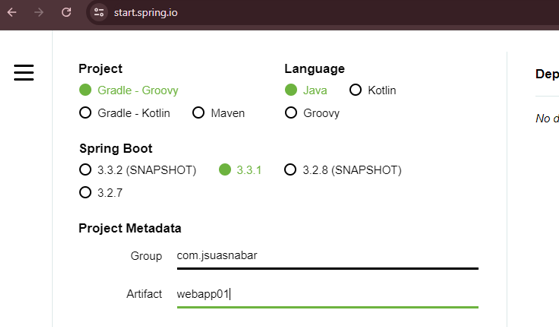 start.spring.io
Project
Language
Gradle - Groovy
Java
Kotlin
Gradle - Kotlin
Maven
Groovy
Spring Boot
3.3.2 (SNAPSHOT)
3.3.1
3.2.8 (SNAPSHOT)
3.2.7
Project Metadata
Group
com.jsuasnabar
Artifact
webapp01
Dep
No d